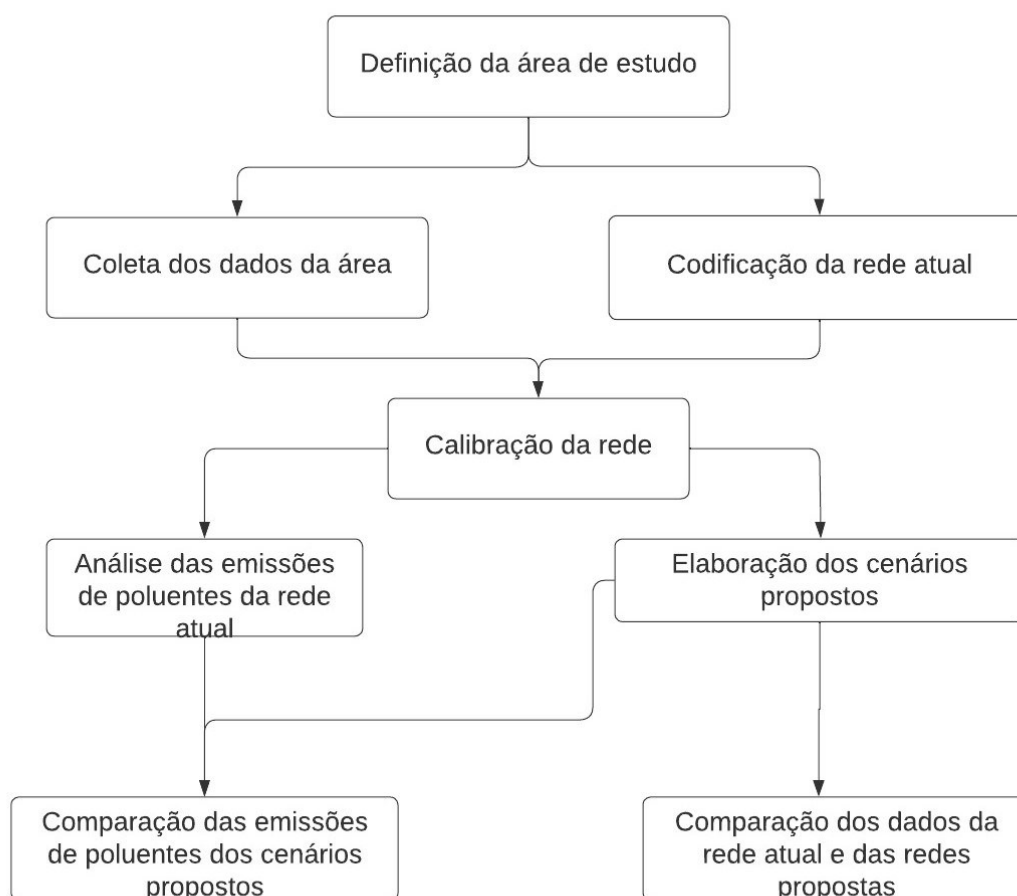 Definição da área de estudo
Coleta dos dados da área
Codificação da rede atual
Calibração da rede
Análise das emissões
de poluentes da rede
atual
Elaboração dos cenários
propostos
Comparação das emissões
de poluentes dos cenários
propostos
Comparação dos dados da
rede atual e das redes
propostas